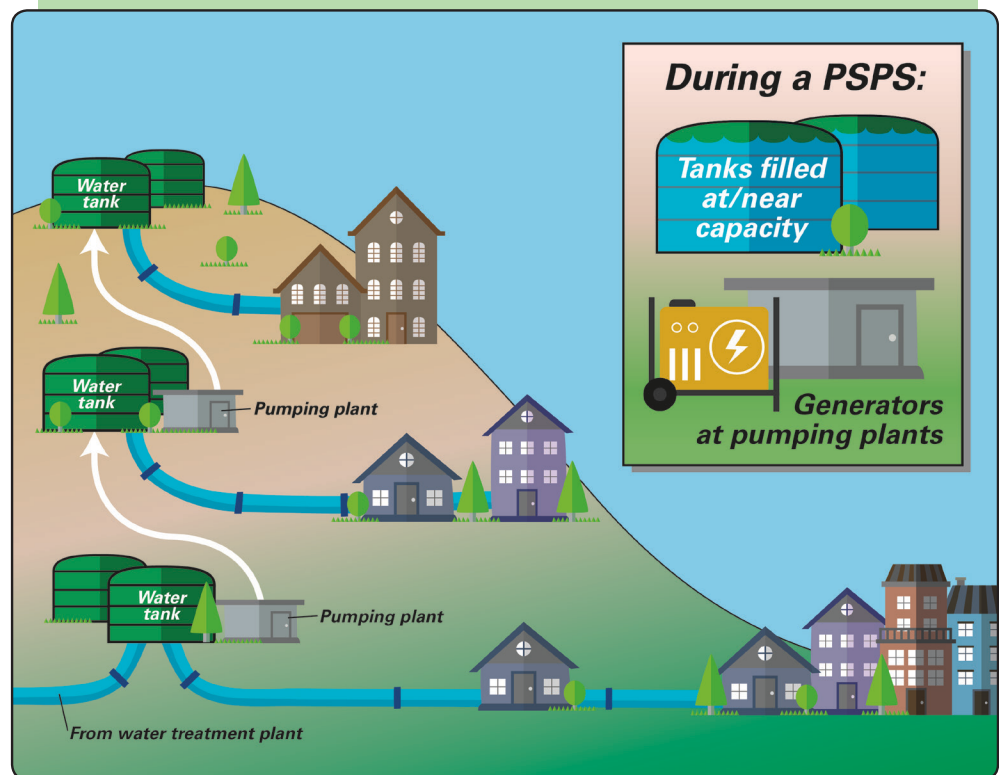 During a PSPS:
Tanks filled
at/near
capacity
Generators
at pumping plants
Water
tank
Water
tank
Pumping plant
Water
tank
Pumping plant
From water treatment plant